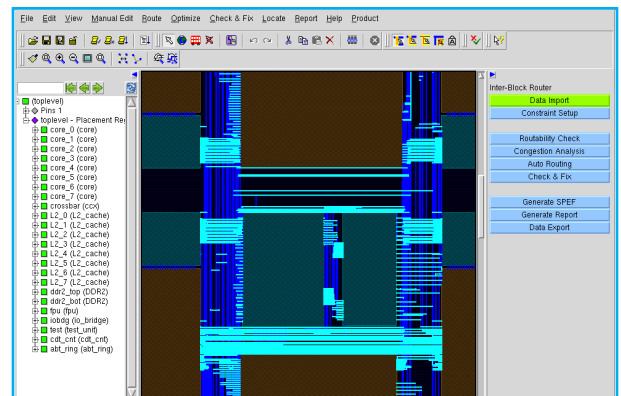 File Edit View Manual Edit Route Optimize Check & Fix Locate Report Help Product
(toplevel)
Pins 1
toplevel - Placement Re
core_0 (core)
core_1 (core)
core_2 (core)
core_3 (core)
core_4 (core)
core_5 (core)
core_6 (core)
core_7 (core)
crossbar (ccx)
L2_0 (L2_cache)
L2_1 (L2_cache)
L2_2 (L2_cache)
L2_3 (L2_cache)
L2_4 (L2_cache)
L2_5 (L2_cache)
L2_6 (L2_cache)
L2_7 (L2_cache)
ddr2_top (DDR2)
ddr2_bot (DDR2)
fpu (fpu)
iobdg (io_bridge)
test (test_unit)
cdt_cnt (cdt_cnt)
abt_ring (abt_ring)
Inter-Block Router
Data Import
Constraint Setup
Routability Check
Congestion Analysis
Auto Routing
Check & Fix
Generate SPEF
Generate Report
Data Export